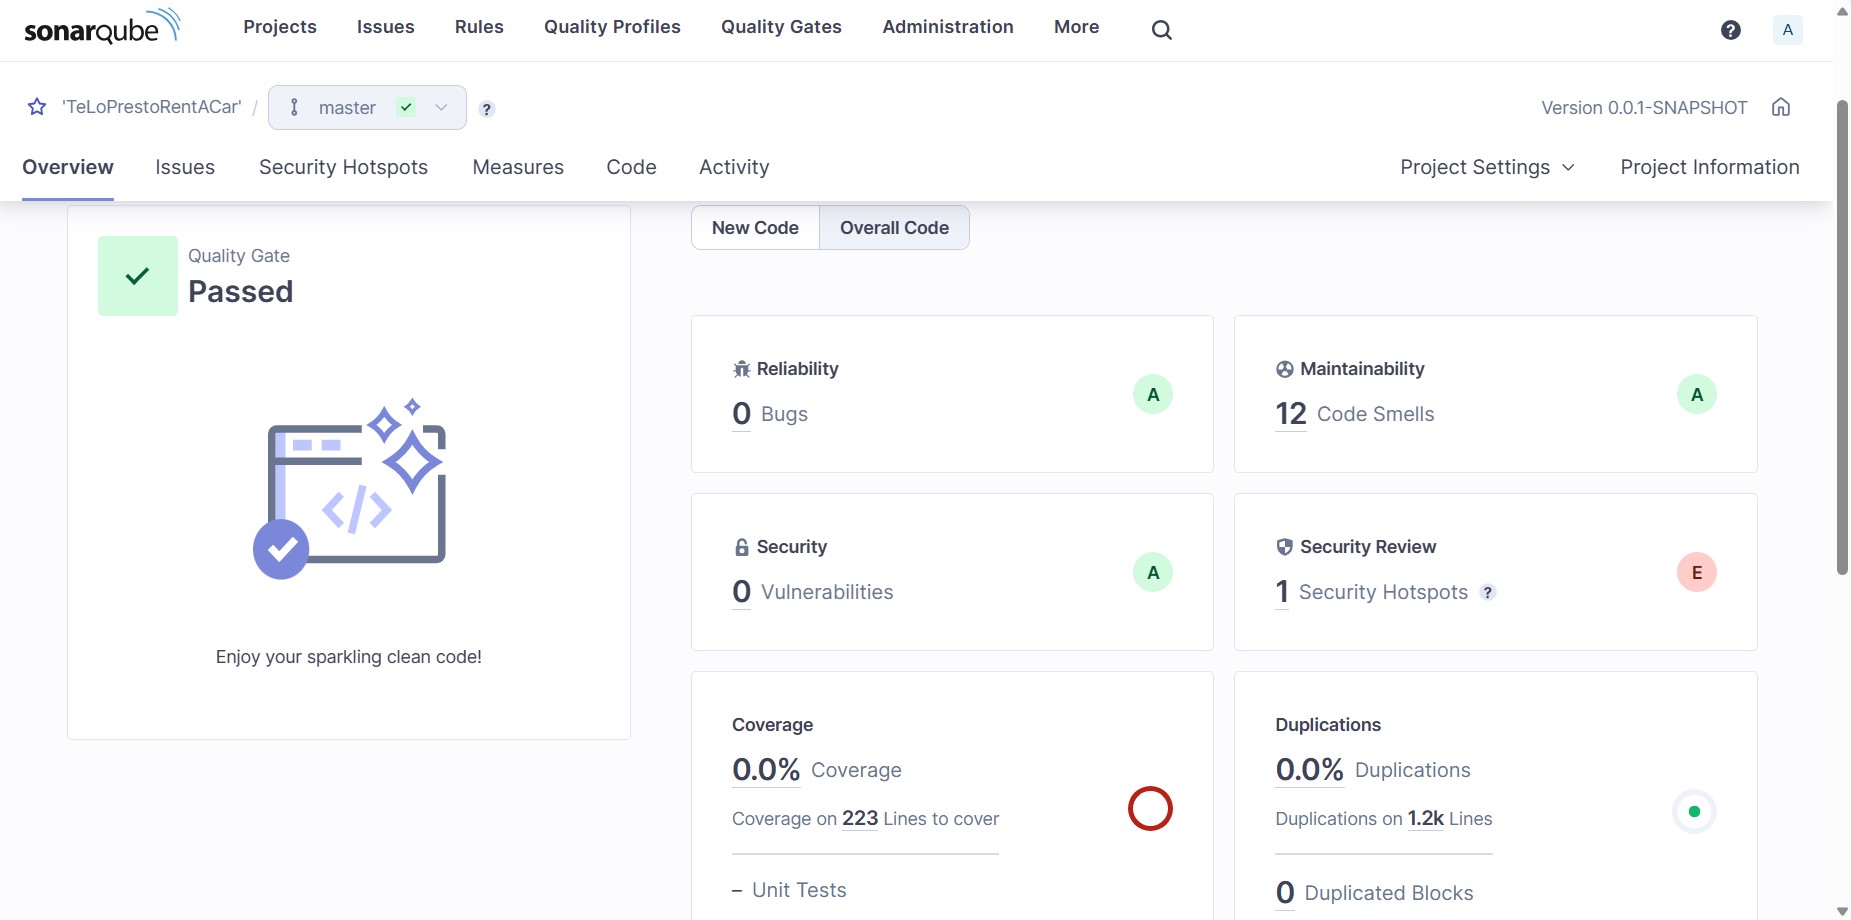 sonarqube Projects Issues Rules Quality Profiles Quality Gates Administration More ? A
'TeLoPrestoRentACar' / master ? Version 0.0.1-SNAPSHOT
Overview Issues Security Hotspots Measures Code Activity Project Settings Project Information
Quality Gate
Passed
Enjoy your sparkling clean code!
New Code Overall Code
Reliability
0 Bugs
A
Maintainability
12 Code Smells
A
Security
0 Vulnerabilities
A
Security Review
1 Security Hotspots ?
E
Coverage
0.0% Coverage
Coverage on 223 Lines to cover
– Unit Tests
Duplications
0.0% Duplications
Duplications on 1.2k Lines
0 Duplicated Blocks